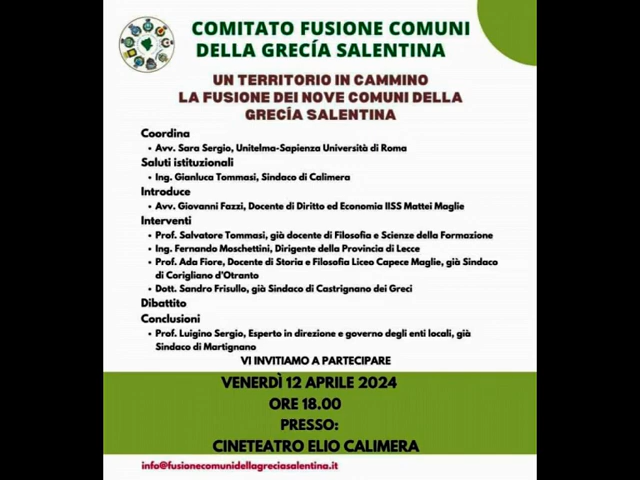 COMITATO FUSIONE COMUNI
DELLA GRECÍA SALENTINA
UN TERRITORIO IN CAMMINO
LA FUSIONE DEI NOVE COMUNI DELLA
GRECÍA SALENTINA
Coordina
• Avv. Sara Sergio, Unitelma-Sapienza Università di Roma
Saluti istituzionali
• Ing. Gianluca Tommasi, Sindaco di Calimera
Introduce
• Avv. Giovanni Fazzi, Docente di Diritto ed Economia IISS Mattei Maglie
Interventi
• Prof. Salvatore Tommasi, già docente di Filosofia e Scienze della Formazione
• Ing. Fernando Moschettini, Dirigente della Provincia di Lecce
• Prof. Ada Fiore, Docente di Storia e Filosofia Liceo Capece Maglie, già Sindaco
di Corigliano d'Otranto
• Dott. Sandro Frisullo, già Sindaco di Castrignano dei Greci
Dibattito
Conclusioni
• Prof. Luigino Sergio, Esperto in direzione e governo degli enti locali, già
Sindaco di Martignano
VI INVITIAMO A PARTECIPARE
VENERDÌ 12 APRILE 2024
ORE 18.00
PRESSO:
CINETEATRO ELIO CALIMERA
info@fusionecomunidellagreciasalentina.it